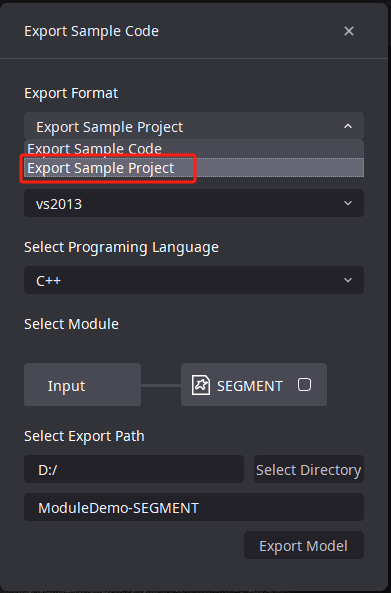 Export Sample Code
Export Format
Export Sample Project
Export Sample Code
Export Sample Project
vs2013
Select Programing Language
C++
Select Module
Input SEGMENT
Select Export Path
D:/ Select Directory
ModuleDemo-SEGMENT
Export Model